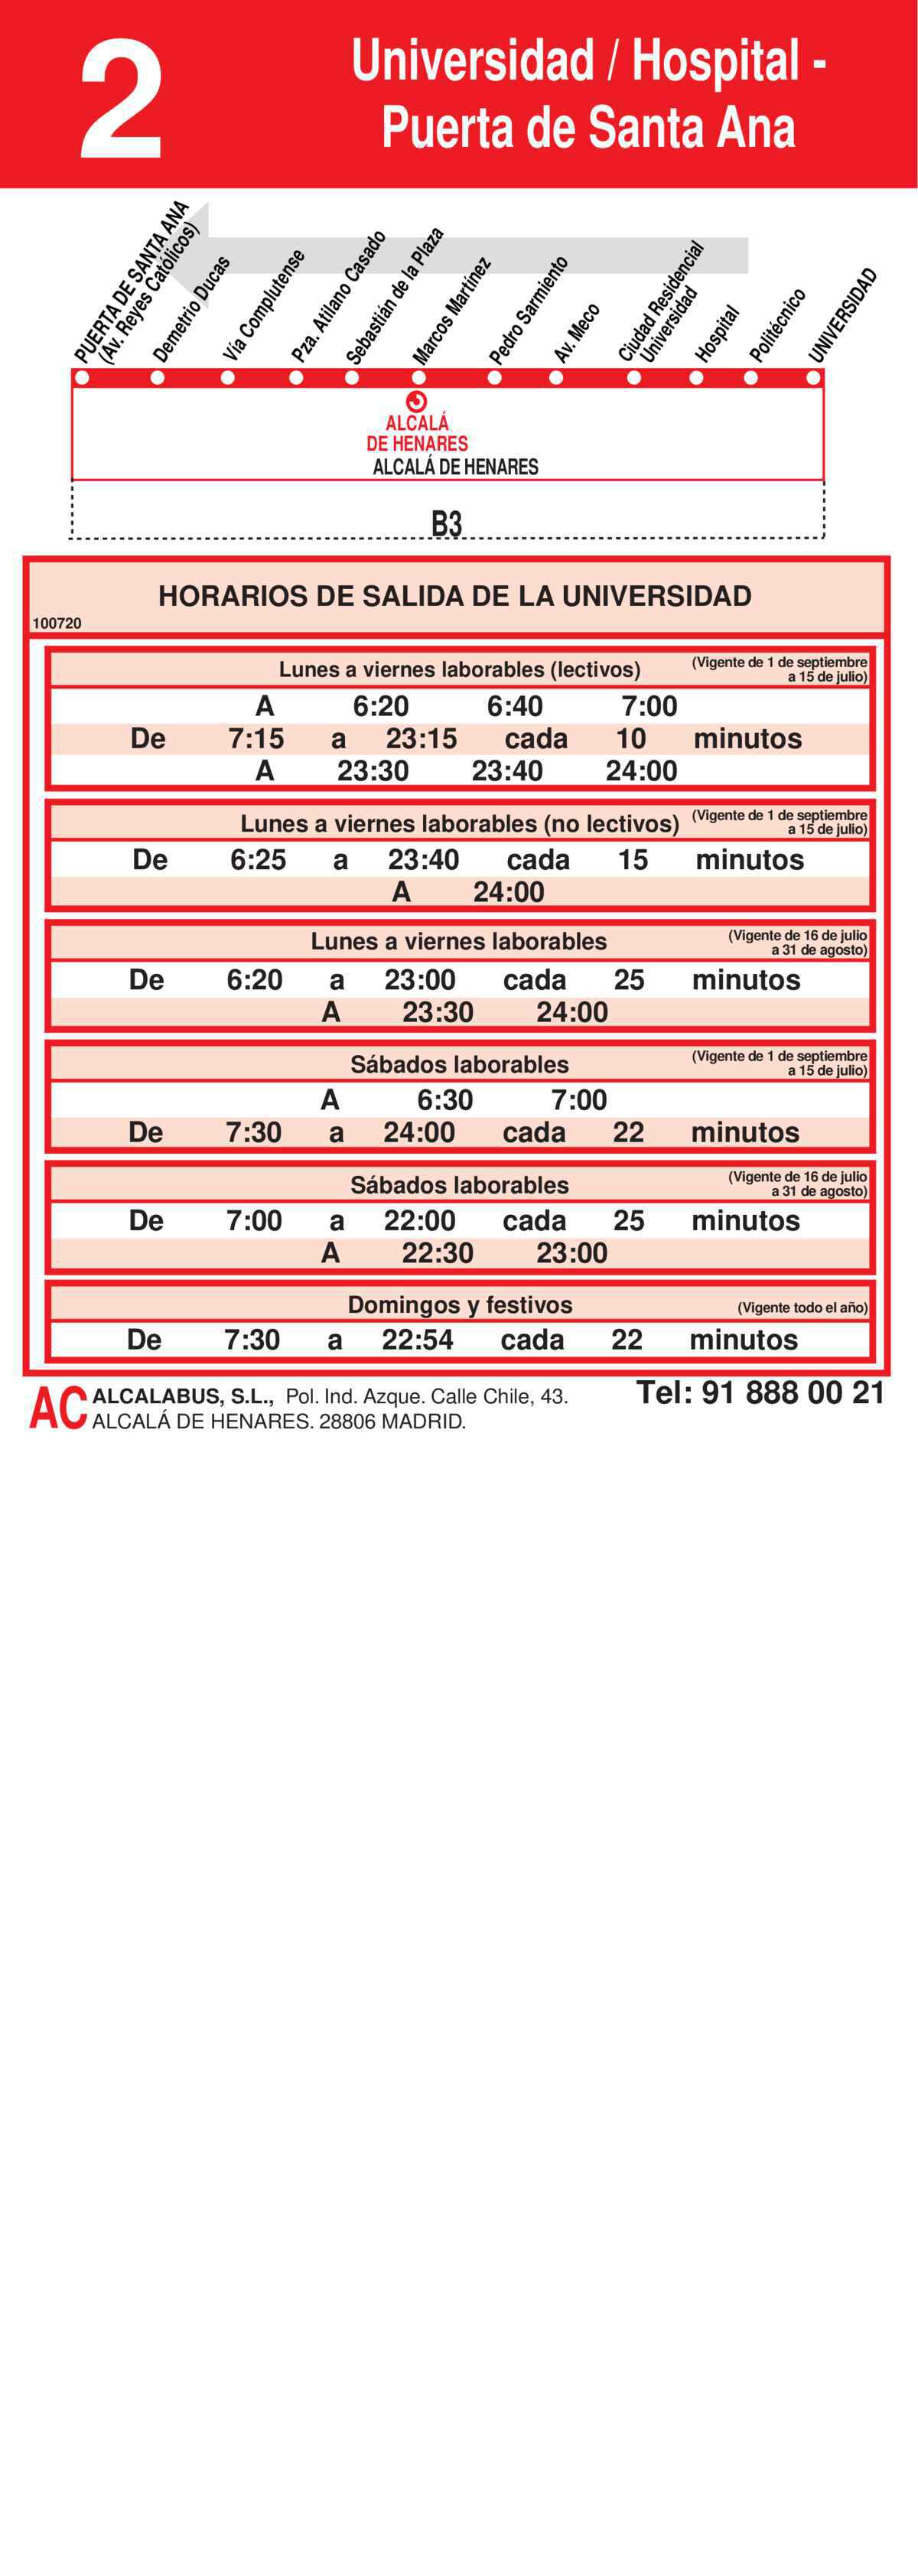 2
Universidad / Hospital -
Puerta de Santa Ana
PUERTA DE SANTA ANA
(Av. Reyes Católicos)
Demetrio Ducas
Vía Complutense
Pza. Atilano Casado
Sebastián de la Plaza
Marcos Martínez
Pedro Sarmiento
Av. Meco
Ciudad Residencial
Universidad
Hospital
Politécnico
UNIVERSIDAD
ALCALÁ
DE HENARES
ALCALÁ DE HENARES
B3
HORARIOS DE SALIDA DE LA UNIVERSIDAD
100720
Lunes a viernes laborables (lectivos) (Vigente de 1 de septiembre
a 15 de julio)
A 6:20 6:40 7:00
De 7:15 a 23:15 cada 10 minutos
A 23:30 23:40 24:00
Lunes a viernes laborables (no lectivos) (Vigente de 1 de septiembre
a 15 de julio)
De 6:25 a 23:40 cada 15 minutos
A 24:00
Lunes a viernes laborables (Vigente de 16 de julio
a 31 de agosto)
De 6:20 a 23:00 cada 25 minutos
A 23:30 24:00
Sábados laborables (Vigente de 1 de septiembre
a 15 de julio)
A 6:30 7:00
De 7:30 a 24:00 cada 22 minutos
Sábados laborables (Vigente de 16 de julio
a 31 de agosto)
De 7:00 a 22:00 cada 25 minutos
A 22:30 23:00
Domingos y festivos (Vigente todo el año)
De 7:30 a 22:54 cada 22 minutos
AC ALCALABUS, S.L., Pol. Ind. Azque. Calle Chile, 43. Tel: 91 888 00 21
ALCALÁ DE HENARES. 28806 MADRID.